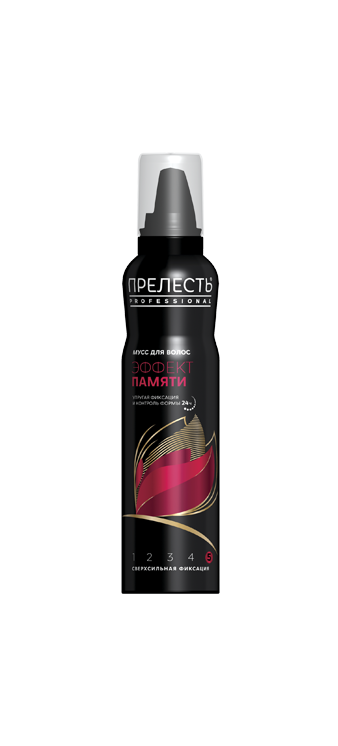 ПРЕЛЕСТЬ
PROFESSIONAL
МУСС ДЛЯ ВОЛОС
ЭФФЕКТ
ПАМЯТИ
УПРУГАЯ ФИКСАЦИЯ
И КОНТРОЛЬ ФОРМЫ 24ч
1 2 3 4 5
СВЕРХСИЛЬНАЯ ФИКСАЦИЯ